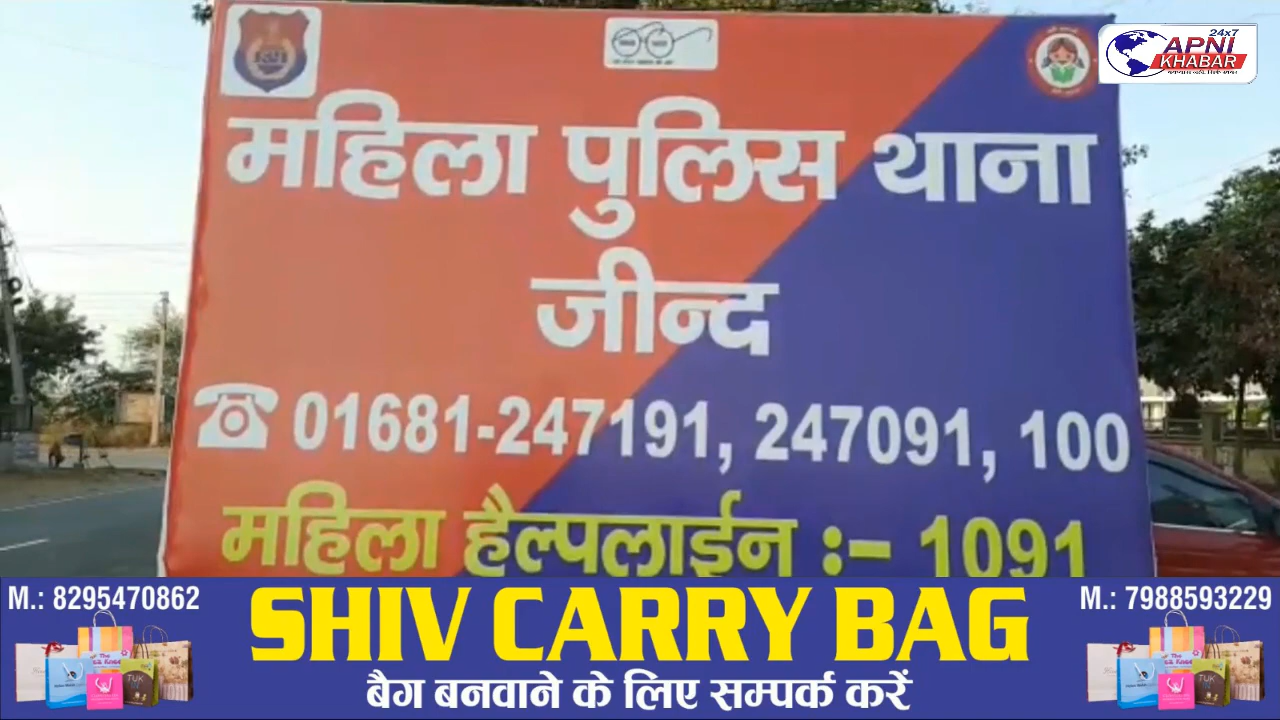 24x7
APNI
KHABAR
महिला पुलिस थाना
जीन्द
01681-247191, 247091, 100
महिला हैल्पलाईन :- 1091
M.: 8295470862
SHIV CARRY BAG
M.: 7988593229
बैग बनवाने के लिए सम्पर्क करें